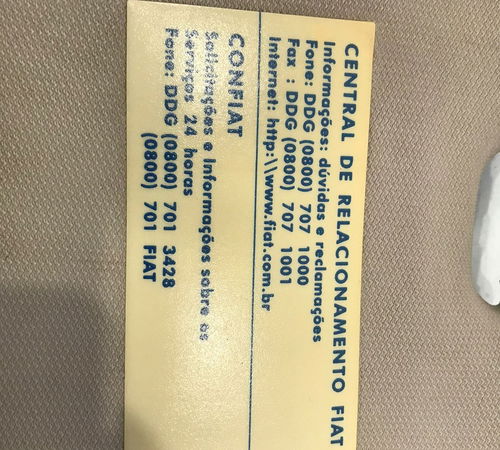 CENTRAL DE RELACIONAMENTO FIAT
Informações: dúvidas e reclamações
Fone: DDG (0800) 707 1000
Fax : DDG (0800) 707 1001
Internet: http:\\www.fiat.com.br
CONFIAT
Solicitações e Informações sobre os
Serviços 24 horas
Fone: DDG (0800) 701 3428
(0800) 701 FIAT